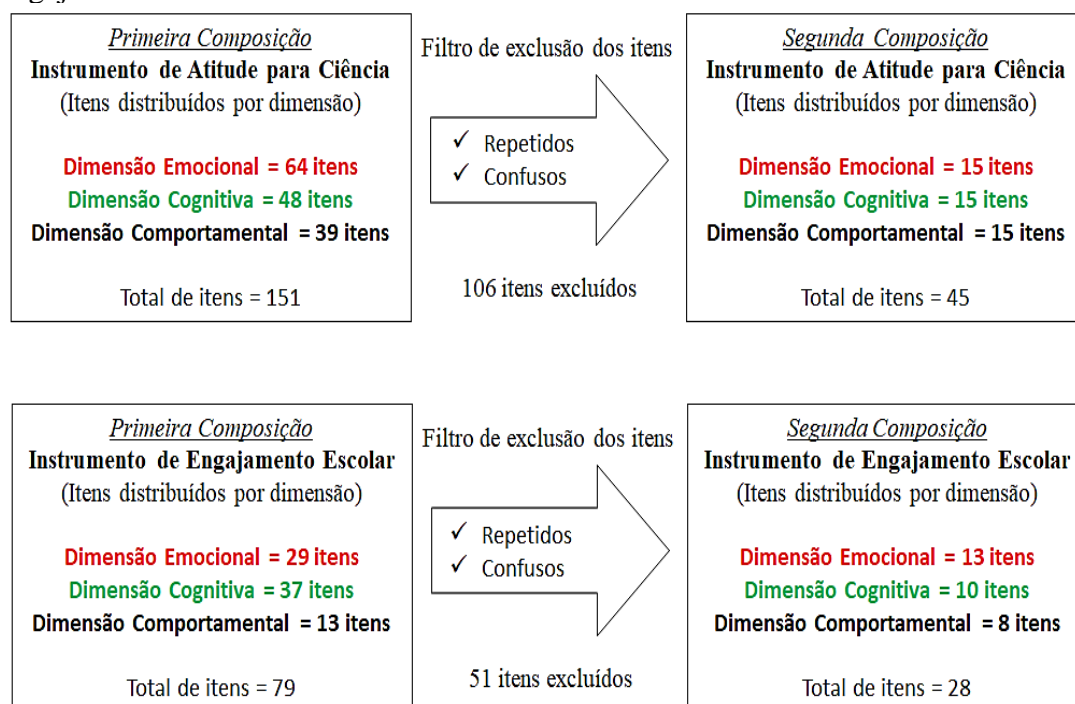 Primeira Composição
Instrumento de Atitude para Ciência
(Itens distribuídos por dimensão)
Dimensão Emocional = 64 itens
Dimensão Cognitiva = 48 itens
Dimensão Comportamental = 39 itens
Total de itens = 151
Filtro de exclusão dos itens
✓ Repetidos
✓ Confusos
106 itens excluídos
Segunda Composição
Instrumento de Atitude para Ciência
(Itens distribuídos por dimensão)
Dimensão Emocional = 15 itens
Dimensão Cognitiva = 15 itens
Dimensão Comportamental = 15 itens
Total de itens = 45
Primeira Composição
Instrumento de Engajamento Escolar
(Itens distribuídos por dimensão)
Dimensão Emocional = 29 itens
Dimensão Cognitiva = 37 itens
Dimensão Comportamental = 13 itens
Total de itens = 79
Filtro de exclusão dos itens
✓ Repetidos
✓ Confusos
51 itens excluídos
Segunda Composição
Instrumento de Engajamento Escolar
(Itens distribuídos por dimensão)
Dimensão Emocional = 13 itens
Dimensão Cognitiva = 10 itens
Dimensão Comportamental = 8 itens
Total de itens = 28